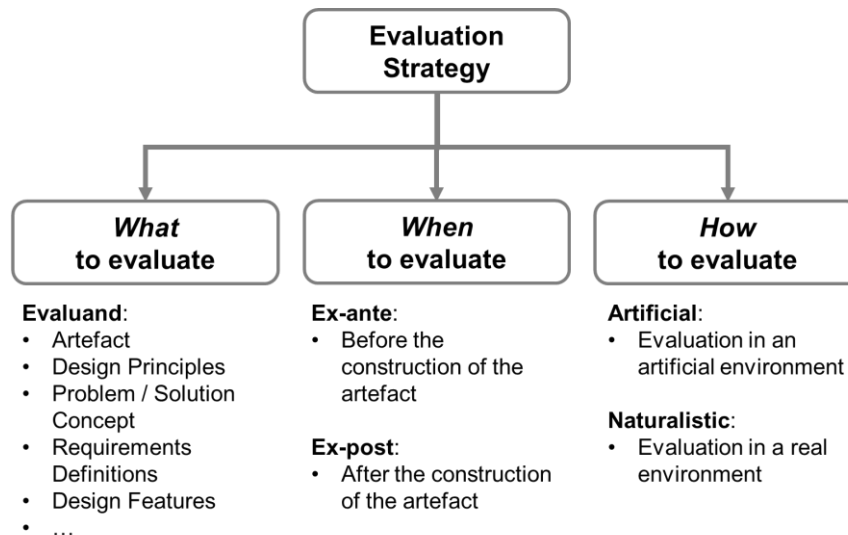 Evaluation
Strategy
What
to evaluate
Evaluand:
• Artefact
• Design Principles
• Problem / Solution
Concept
• Requirements
Definitions
• Design Features
• ...
When
to evaluate
Ex-ante:
• Before the
construction of the
artefact
Ex-post:
• After the construction
of the artefact
How
to evaluate
Artificial:
• Evaluation in an
artificial environment
Naturalistic:
• Evaluation in a real
environment